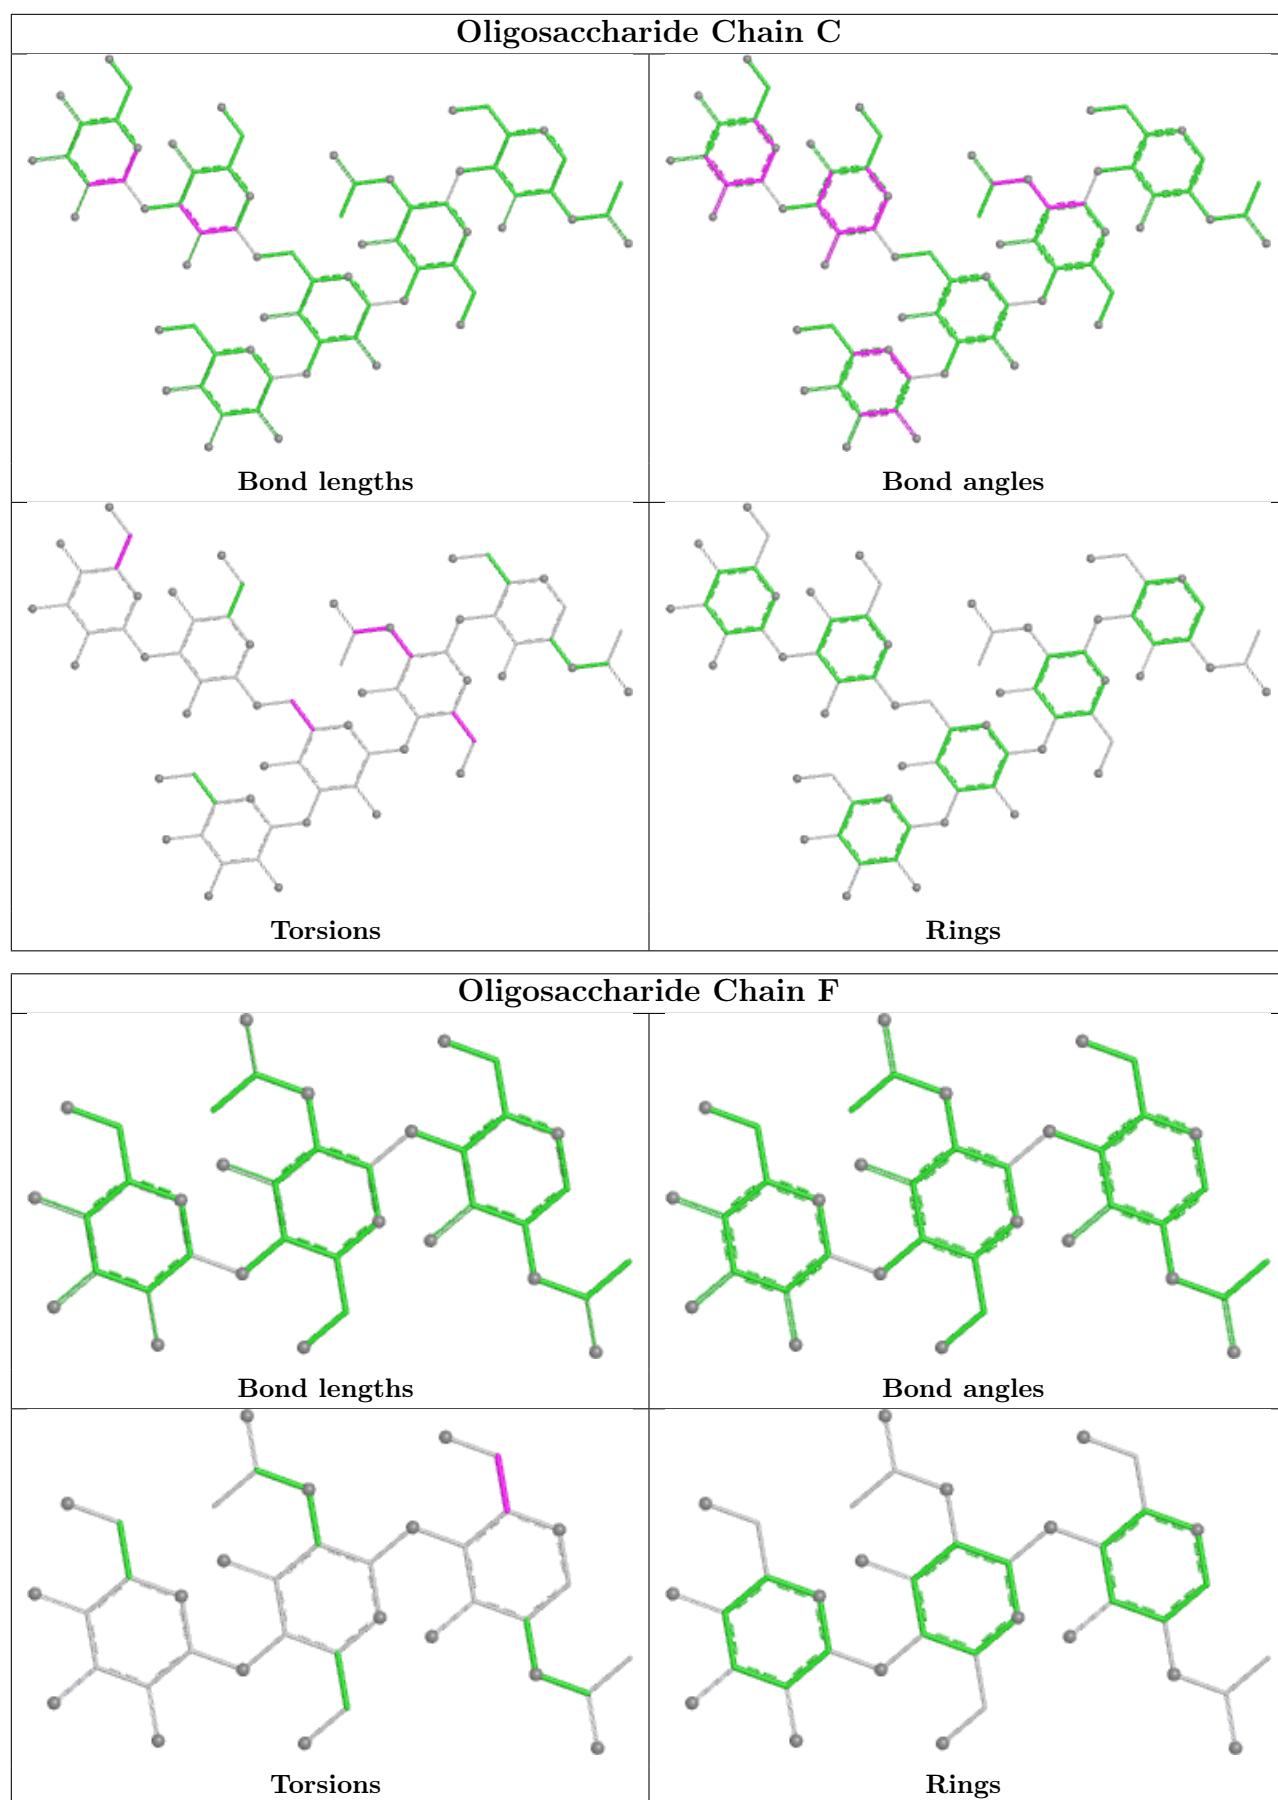 Oligosaccharide Chain C
Bond lengths
Bond angles
Torsions
Rings
Oligosaccharide Chain F
Bond lengths
Bond angles
Torsions
Rings